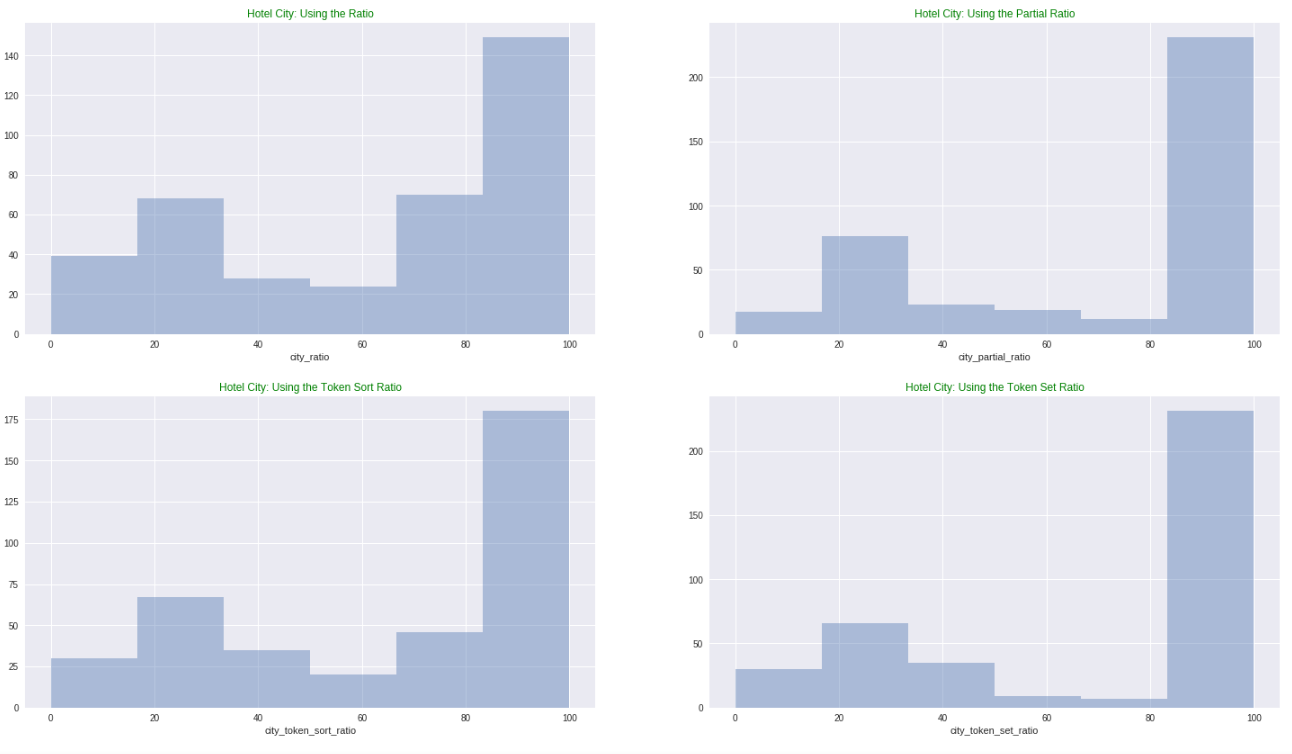 Hotel City: Using the Ratio
140
120
100
80
60
40
20
0
0 20 40 60 80 100
city_ratio
Hotel City: Using the Partial Ratio
200
150
100
50
0
0 20 40 60 80 100
city_partial_ratio
Hotel City: Using the Token Sort Ratio
175
150
125
100
75
50
25
0
0 20 40 60 80 100
city_token_sort_ratio
Hotel City: Using the Token Set Ratio
200
150
100
50
0
0 20 40 60 80 100
city_token_set_ratio